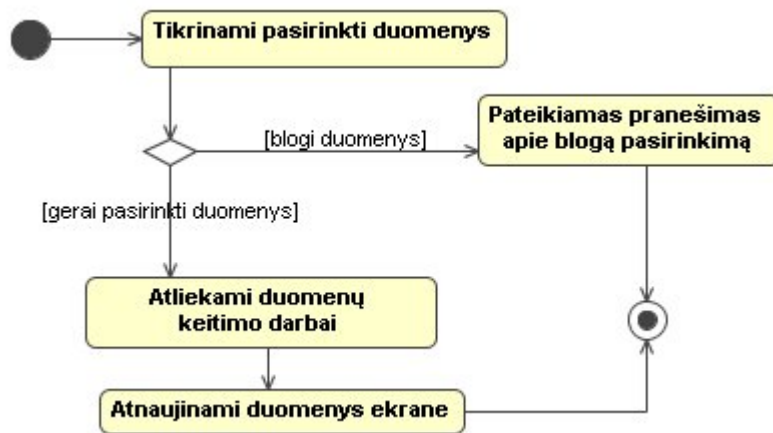 Tikrinami pasirinkti duomenys
[blogi duomenys]
Pateikiamas pranešimas
apie blogą pasirinkimą
[gerai pasirinkti duomenys]
Atliekami duomenų
keitimo darbai
Atnaujinami duomenys ekrane